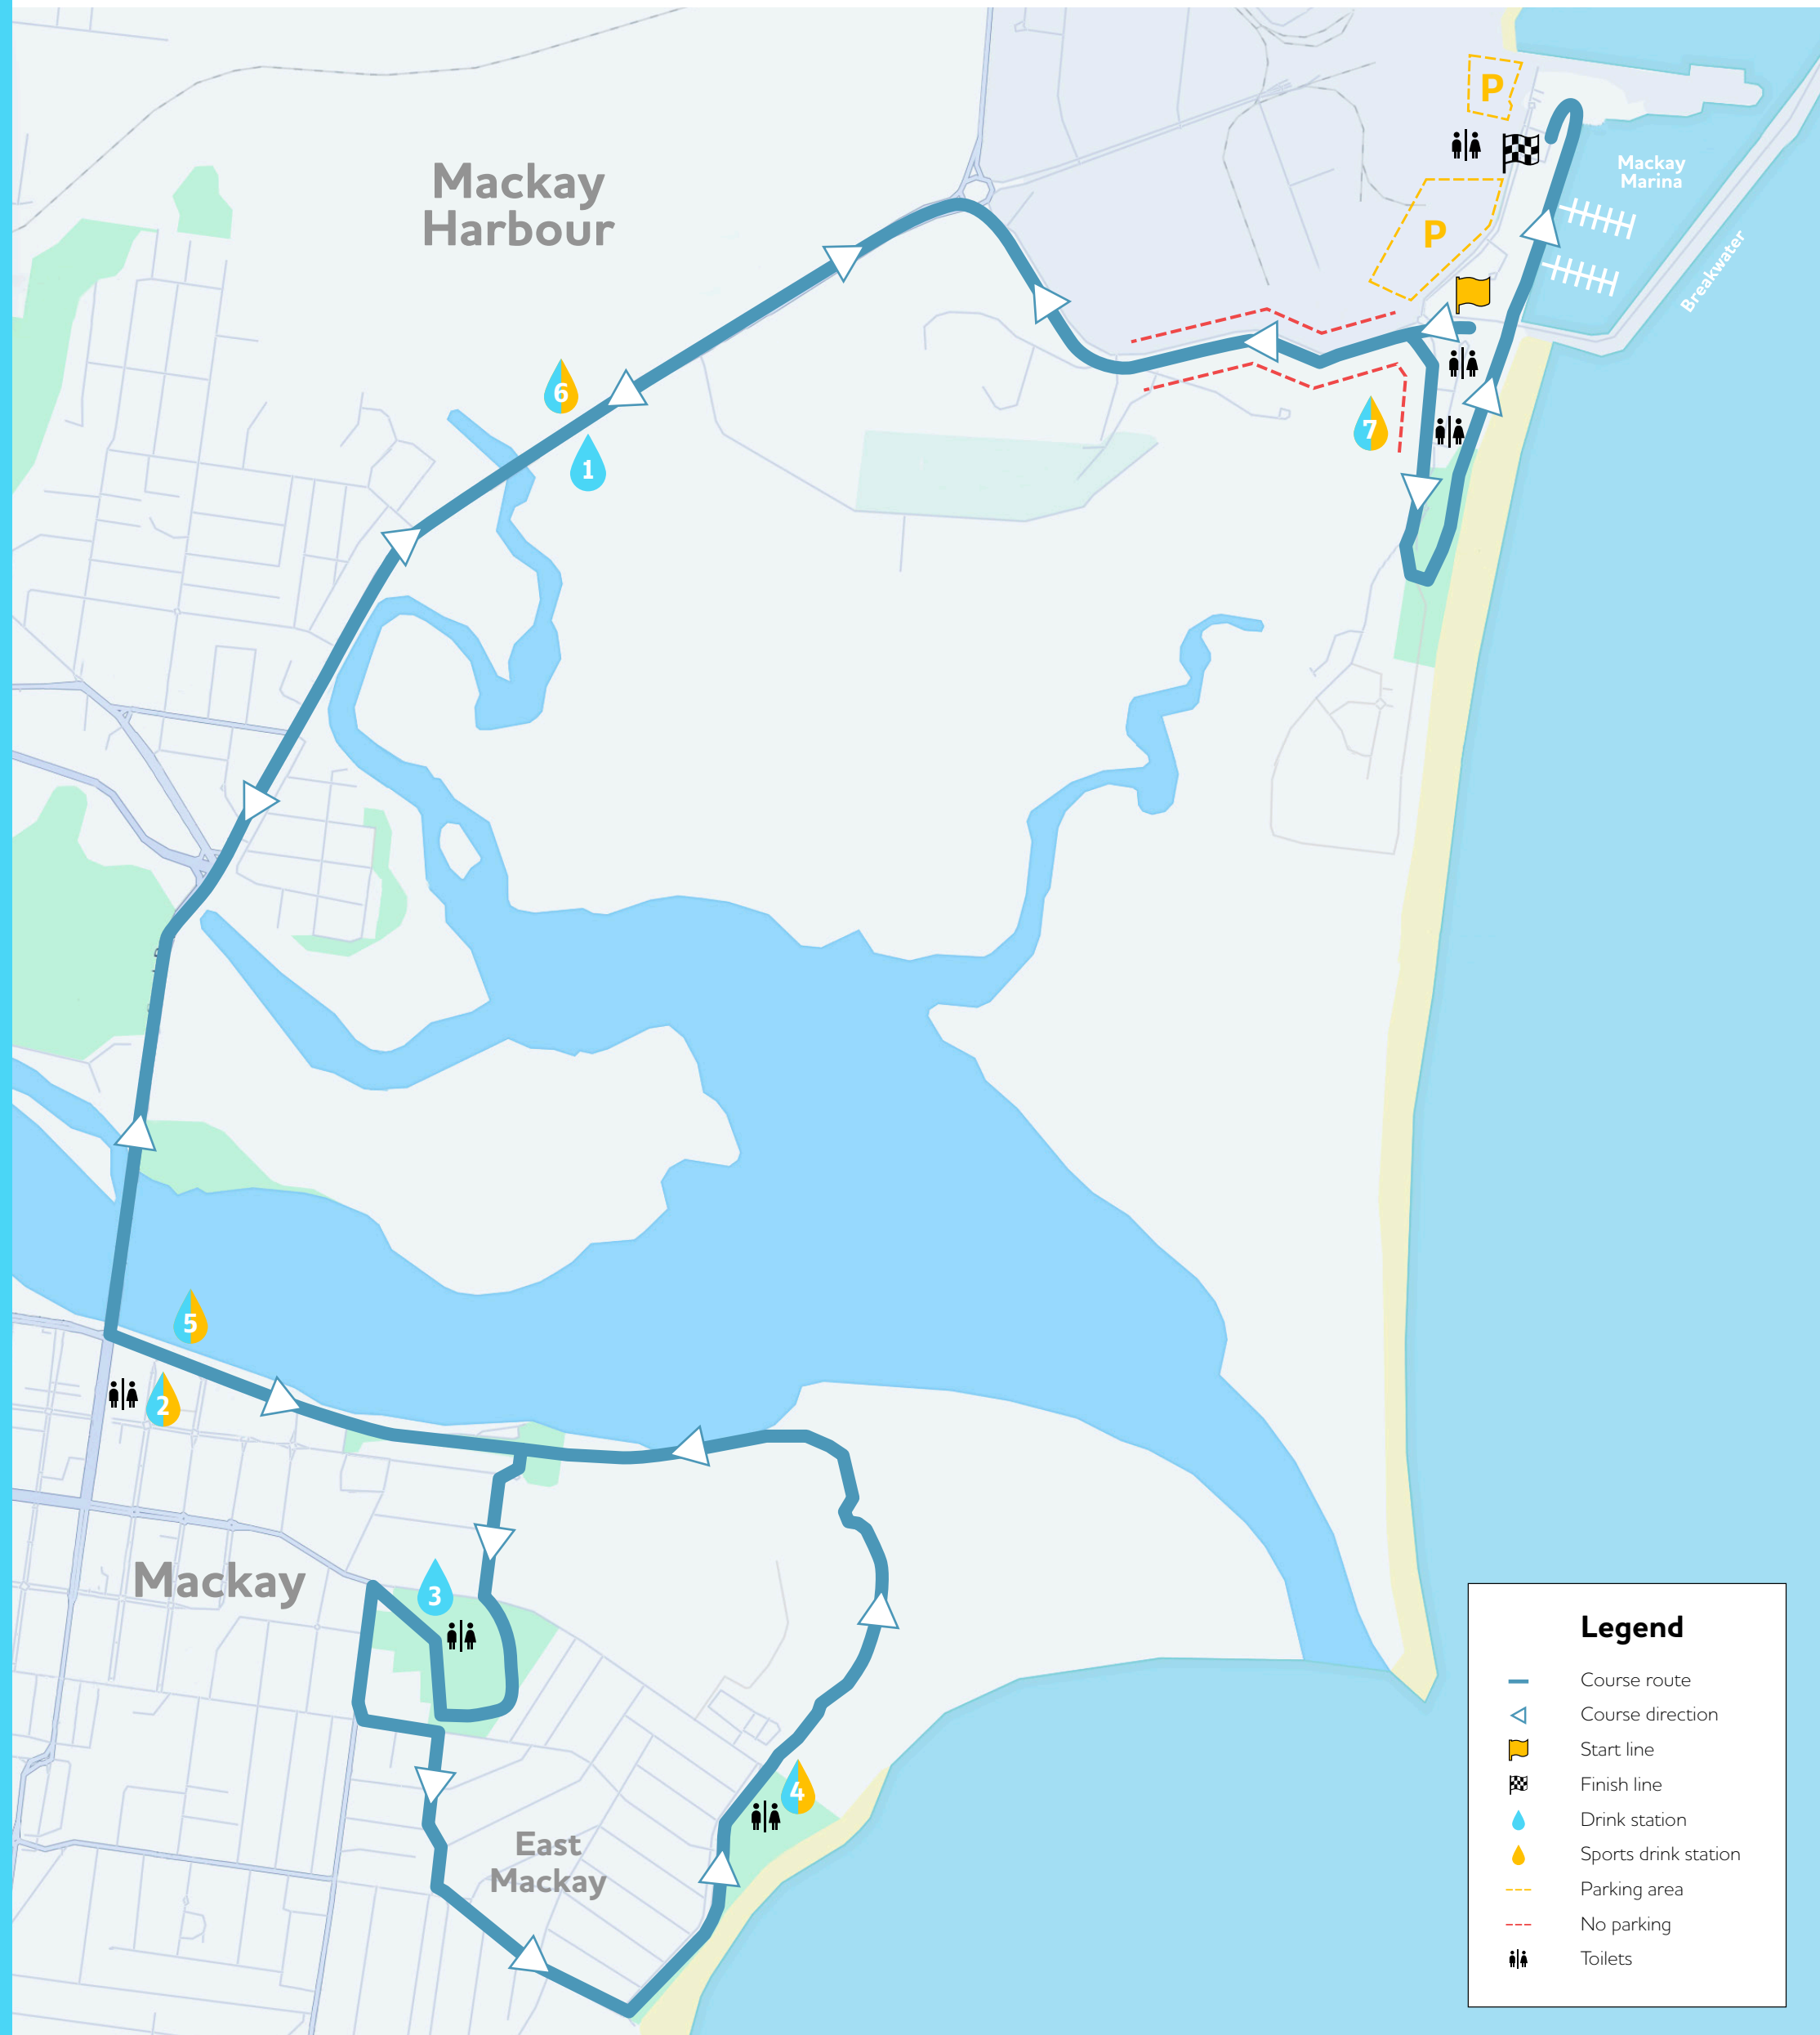 P
Mackay
Marina
Mackay
Harbour
P
Breakwater
6
7
1
5
2
Mackay
3
4
East
Mackay
Legend
Course route
Course direction
Start line
Finish line
Drink station
Sports drink station
Parking area
No parking
Toilets